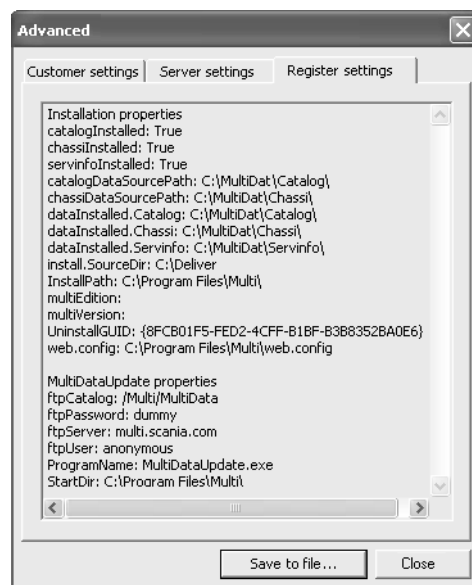 Advanced
Customer settings Server settings Register settings
Installation properties
catalogInstalled: True
chassiInstalled: True
servinfoInstalled: True
catalogDataSourcePath: C:\MultiDat\Catalog\
chassiDataSourcePath: C:\MultiDat\Chassi\
dataInstalled.Catalog: C:\MultiDat\Catalog\
dataInstalled.Chassi: C:\MultiDat\Chassi\
dataInstalled.Servinfo: C:\MultiDat\Servinfo\
install.SourceDir: C:\Deliver
InstallPath: C:\Program Files\Multi\
multiEdition:
multiVersion:
UninstallGUID: {8FCB01F5-FED2-4CFF-B1BF-B3B8352BA0E6}
web.config: C:\Program Files\Multi\web.config
MultiDataUpdate properties
ftpCatalog: /Multi/MultiData
ftpPassword: dummy
ftpServer: multi.scania.com
ftpUser: anonymous
ProgramName: MultiDataUpdate.exe
StartDir: C:\Program Files\Multi\
Save to file... Close